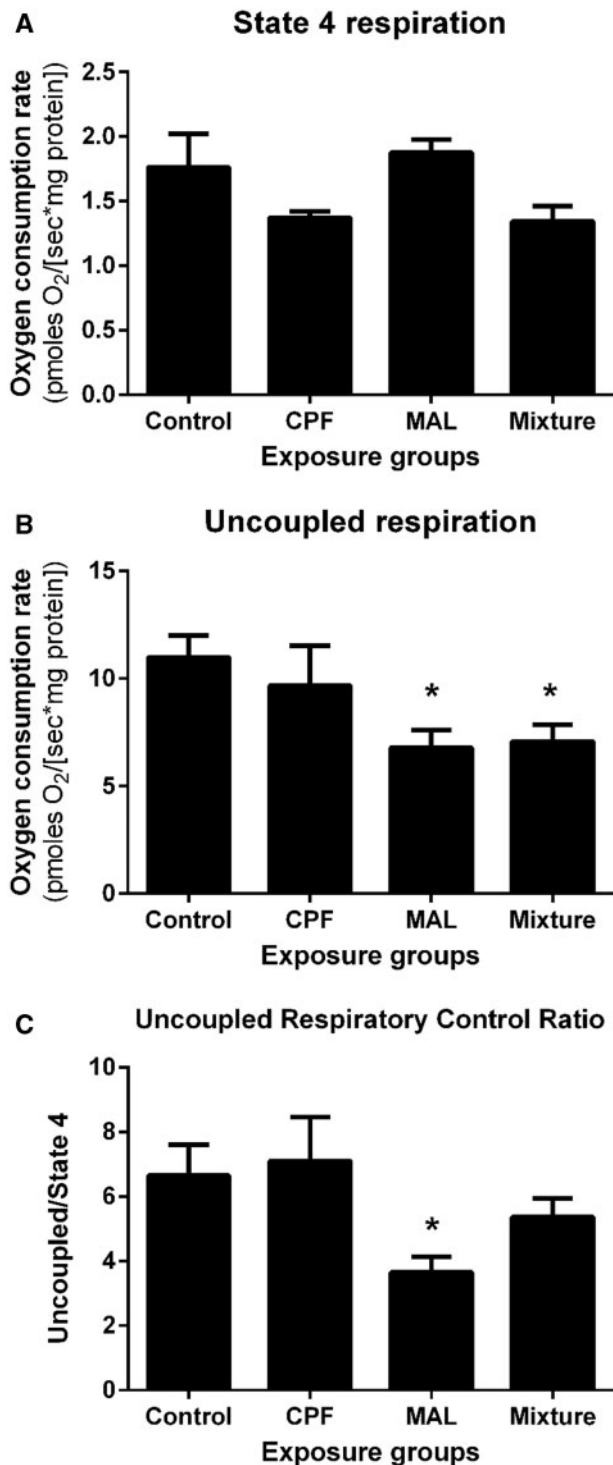 A
State 4 respiration
Oxygen consumption rate
(pmoles O₂/[sec*mg protein])
2.5
2.0
1.5
1.0
0.5
0.0
Control CPF MAL Mixture
Exposure groups
B
Uncoupled respiration
Oxygen consumption rate
(pmoles O₂/[sec*mg protein])
15
10
5
0
* *
Control CPF MAL Mixture
Exposure groups
C
Uncoupled Respiratory Control Ratio
Uncoupled/State 4
10
8
6
4
2
0
*
Control CPF MAL Mixture
Exposure groups